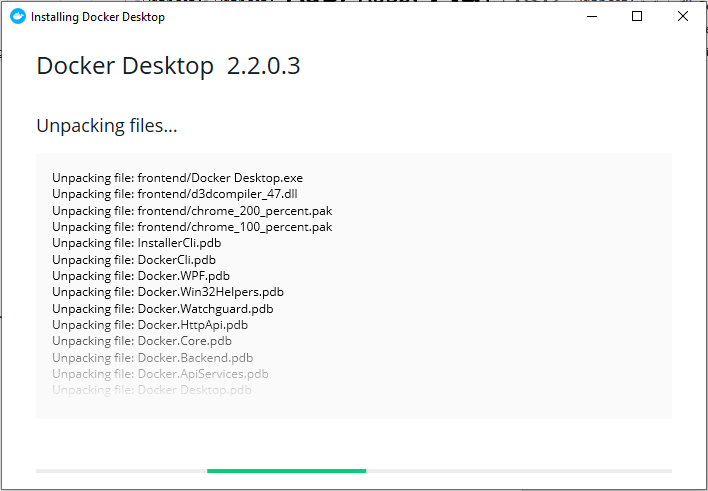 Installing Docker Desktop
Docker Desktop 2.2.0.3
Unpacking files...
Unpacking file: frontend/Docker Desktop.exe
Unpacking file: frontend/d3dcompiler_47.dll
Unpacking file: frontend/chrome_200_percent.pak
Unpacking file: frontend/chrome_100_percent.pak
Unpacking file: InstallerCli.pdb
Unpacking file: DockerCli.pdb
Unpacking file: Docker.WPF.pdb
Unpacking file: Docker.Win32Helpers.pdb
Unpacking file: Docker.Watchguard.pdb
Unpacking file: Docker.HttpApi.pdb
Unpacking file: Docker.Core.pdb
Unpacking file: Docker.Backend.pdb
Unpacking file: Docker.ApiServices.pdb
Unpacking file: Docker Desktop.pdb